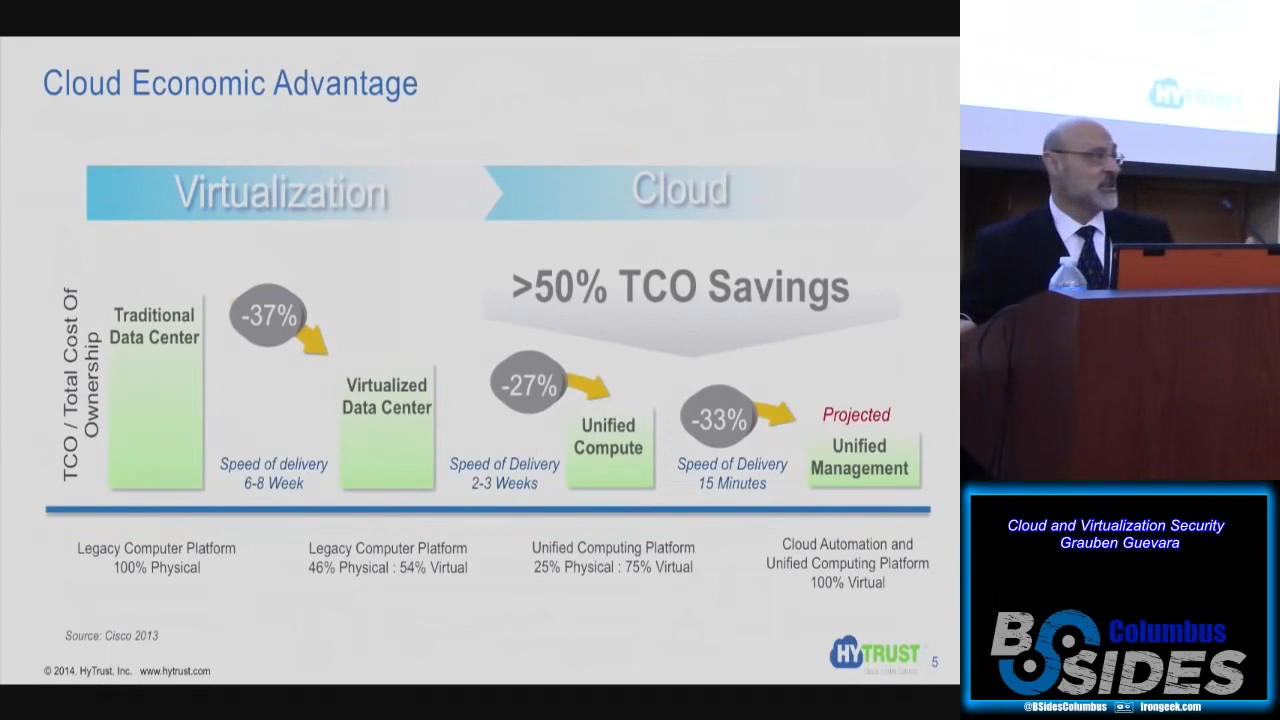 Cloud Economic Advantage
Virtualization
Cloud
>50% TCO Savings
TCO / Total Cost Of
Ownership
Traditional
Data Center
-37%
Speed of delivery
6-8 Week
Virtualized
Data Center
-27%
Speed of Delivery
2-3 Weeks
Unified
Compute
-33%
Speed of Delivery
15 Minutes
Projected
Unified
Management
Legacy Computer Platform
100% Physical
Legacy Computer Platform
46% Physical : 54% Virtual
Unified Computing Platform
25% Physical : 75% Virtual
Cloud Automation and
Unified Computing Platform
100% Virtual
Source: Cisco 2013
© 2014, HyTrust, Inc. www.hytrust.com
HYTRUST
5
HYTRUST
Cloud and Virtualization Security
Grauben Guevara
BSIDES
Columbus
@BSidesColumbus Irongeek.com